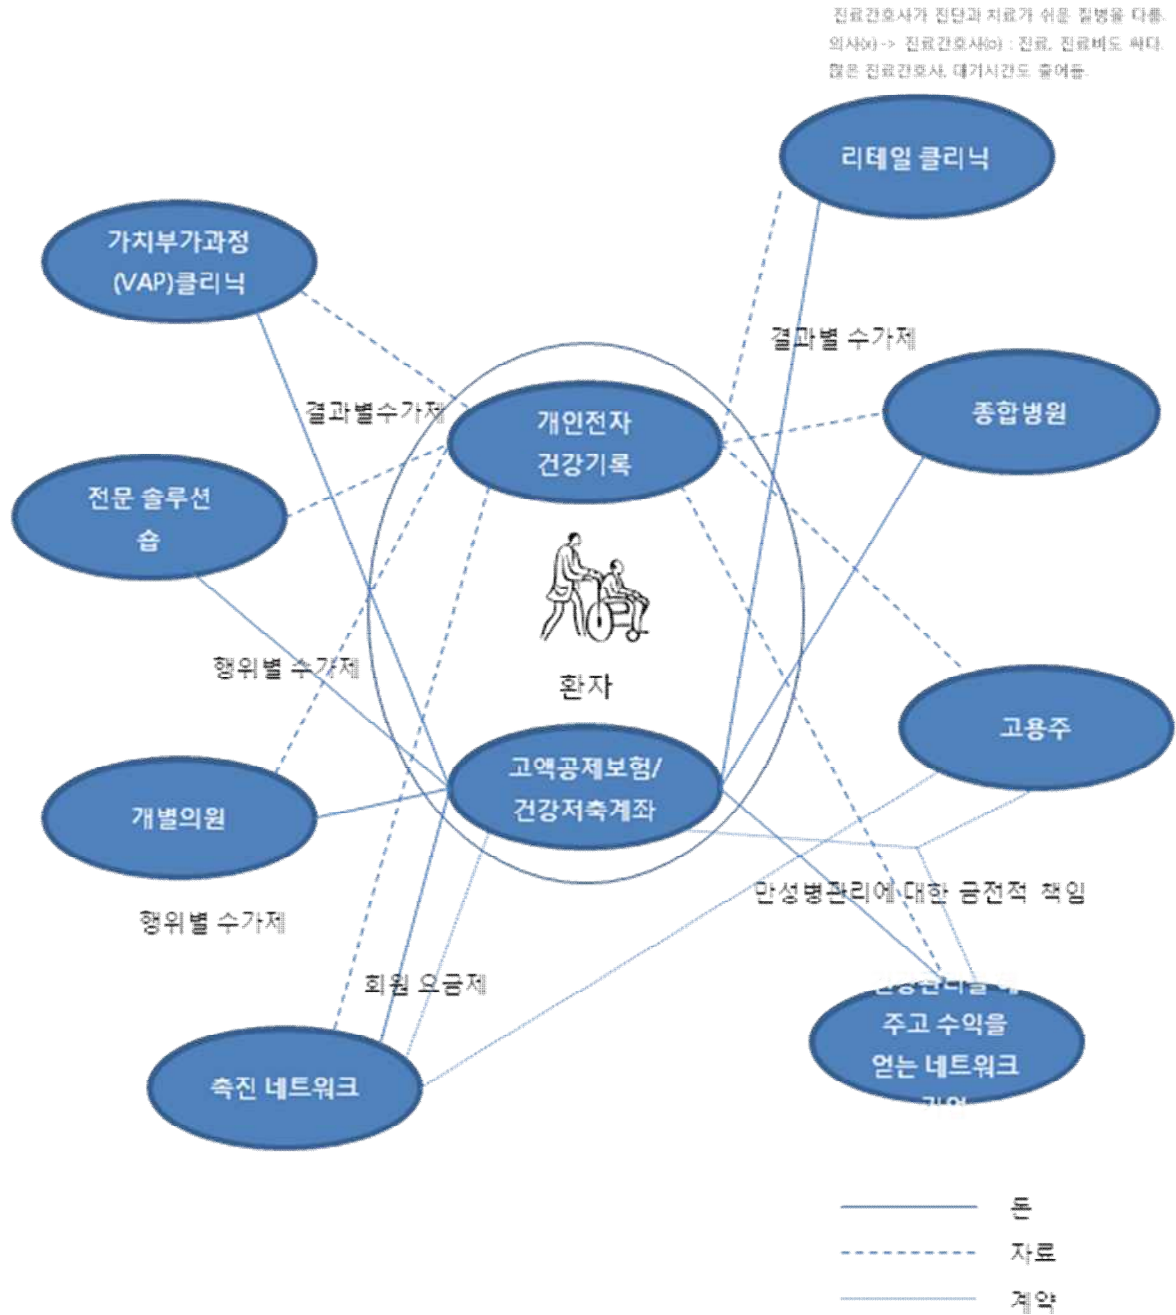 진료간호사가 진단과 치료가 쉬운 질병을 다룸.
의사(x) -> 진료간호사(o) : 진료, 진료비도 싸다.
많은 진료간호사, 대기시간도 줄어듬.
리테일 클리닉
가치부가과정
(VAP)클리닉
결과별 수가제
결과별수가제
개인전자
건강기록
종합병원
전문 솔루션
숍
행위별 수가제
환자
고용주
고액공제보험/
건강저축계좌
개별의원
만성병관리에 대한 금전적 책임
행위별 수가제
회원 요금제
주고 수익을
얻는 네트워크
촉진 네트워크
돈
자료
계약